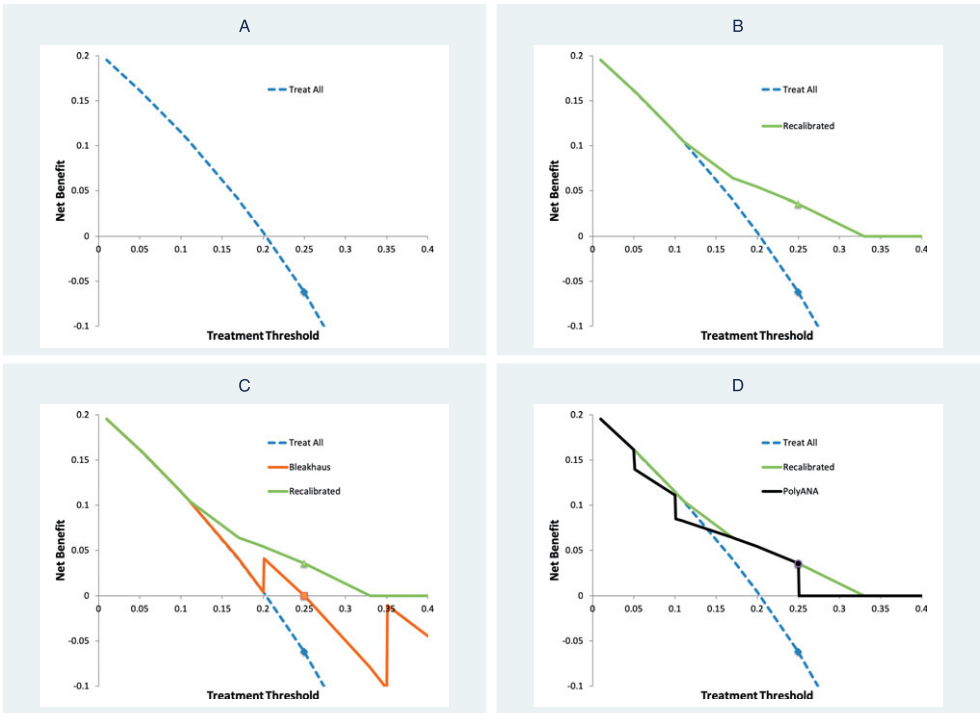 A
0.2
Treat All
0.15
0.1
Net Benefit
0.05
0
0 0.05 0.1 0.15 0.2 0.25 0.3 0.35 0.4
-0.05
-0.1
Treatment Threshold
B
0.2
Treat All
0.15
Recalibrated
0.1
Net Benefit
0.05
0
0 0.05 0.1 0.15 0.2 0.25 0.3 0.35 0.4
-0.05
-0.1
Treatment Threshold
C
0.2
Treat All
0.15
Bleakhaus
Recalibrated
0.1
Net Benefit
0.05
0
0 0.05 0.1 0.15 0.2 0.25 0.3 0.35 0.4
-0.05
-0.1
Treatment Threshold
D
0.2
Treat All
0.15
Recalibrated
PolyANA
0.1
Net Benefit
0.05
0
0 0.05 0.1 0.15 0.2 0.25 0.3 0.35 0.4
-0.05
-0.1
Treatment Threshold